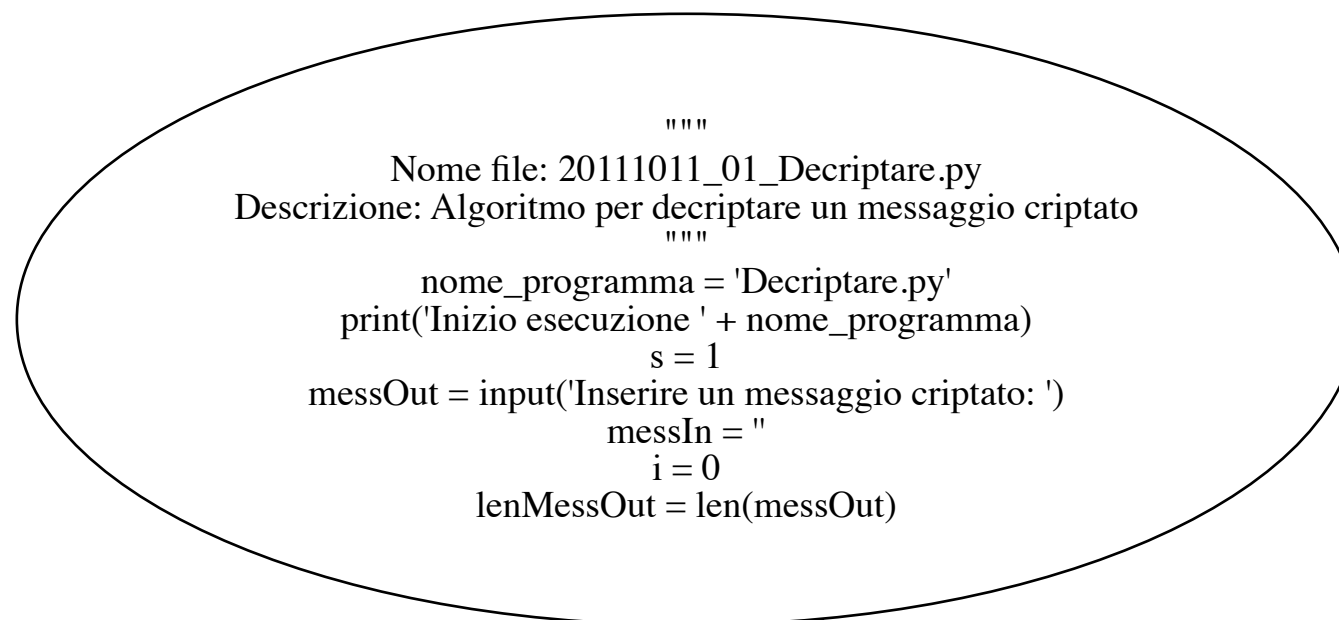 """
Nome file: 20111011_01_Decriptare.py
Descrizione: Algoritmo per decriptare un messaggio criptato
"""
nome_programma = 'Decriptare.py'
print('Inizio esecuzione ' + nome_programma)
s = 1
messOut = input('Inserire un messaggio criptato: ')
messIn = ''
i = 0
lenMessOut = len(messOut)